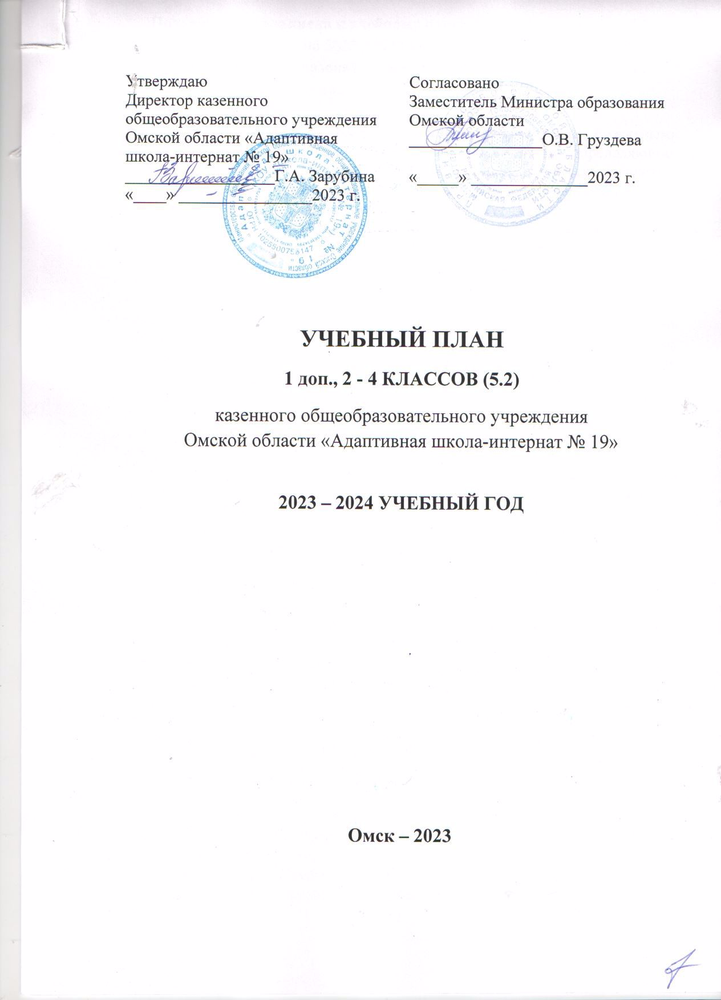 Утверждаю
Директор казенного
общеобразовательного учреждения
Омской области «Адаптивная
школа-интернат № 19»
__________________Г.А. Зарубина
«____» ________________2023 г.
Согласовано
Заместитель Министра образования
Омской области
________________О.В. Груздева
«_____» ______________2023 г.
УЧЕБНЫЙ ПЛАН
1 доп., 2 - 4 КЛАССОВ (5.2)
казенного общеобразовательного учреждения
Омской области «Адаптивная школа-интернат № 19»
2023 – 2024 УЧЕБНЫЙ ГОД
Омск – 2023